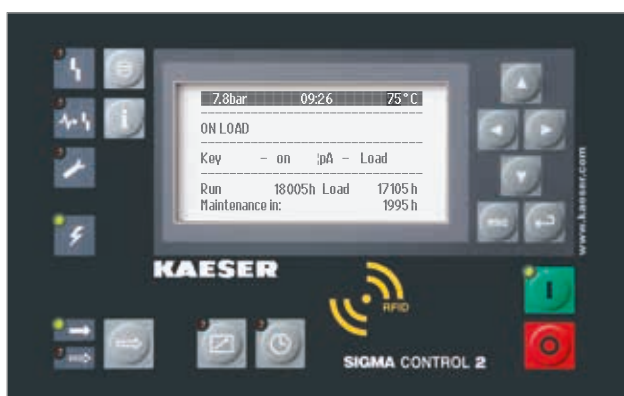 7.8bar 09:26 75°C
ON LOAD
Key - on ¦pA - Load
Run 18005h Load 17105h
Maintenance in: 1995h
esc
www.kaeser.com
KAESER
RFID
I
SIGMA CONTROL 2